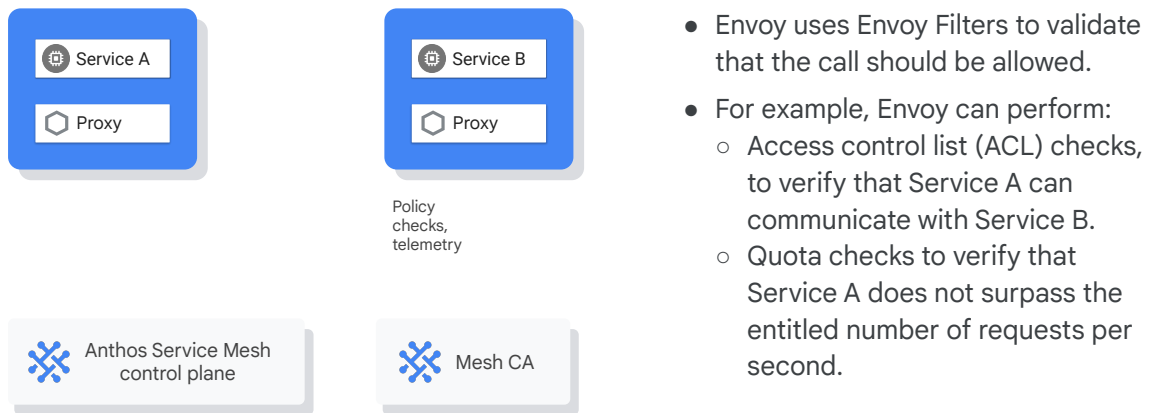 Service A
Proxy
Service B
Proxy
Policy
checks,
telemetry
Anthos Service Mesh
control plane
Mesh CA
● Envoy uses Envoy Filters to validate
that the call should be allowed.
● For example, Envoy can perform:
○ Access control list (ACL) checks,
to verify that Service A can
communicate with Service B.
○ Quota checks to verify that
Service A does not surpass the
entitled number of requests per
second.